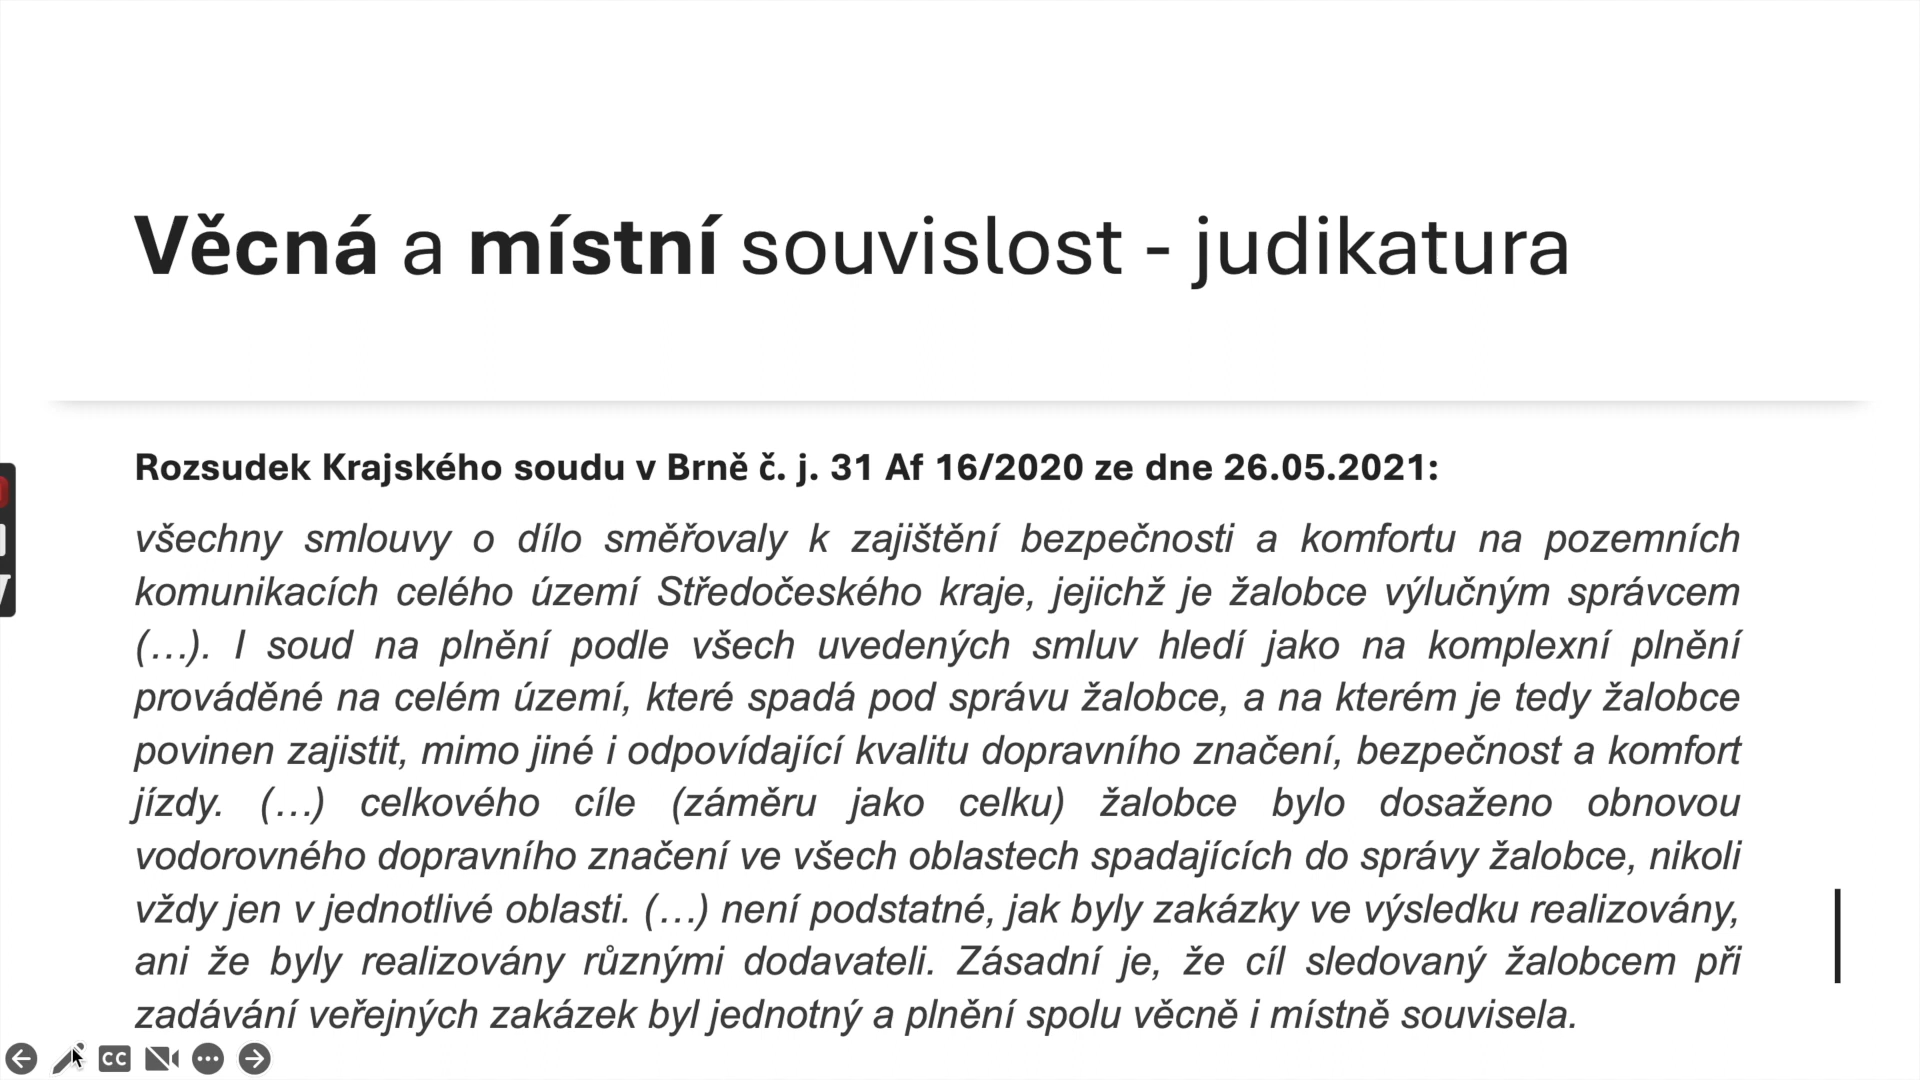 Věcná a místní souvislost - judikatura
Rozsudek Krajského soudu v Brně č. j. 31 Af 16/2020 ze dne 26.05.2021:
všechny smlouvy o dílo směřovaly k zajištění bezpečnosti a komfortu na pozemních
komunikacích celého území Středočeského kraje, jejichž je žalobce výlučným správcem
(…). I soud na plnění podle všech uvedených smluv hledí jako na komplexní plnění
prováděné na celém území, které spadá pod správu žalobce, a na kterém je tedy žalobce
povinen zajistit, mimo jiné i odpovídající kvalitu dopravního značení, bezpečnost a komfort
jízdy. (…) celkového cíle (záměru jako celku) žalobce bylo dosaženo obnovou
vodorovného dopravního značení ve všech oblastech spadajících do správy žalobce, nikoli
vždy jen v jednotlivé oblasti. (…) není podstatné, jak byly zakázky ve výsledku realizovány,
ani že byly realizovány různými dodavateli. Zásadní je, že cíl sledovaný žalobcem při
zadávání veřejných zakázek byl jednotný a plnění spolu věcně i místně souvisela.
CC